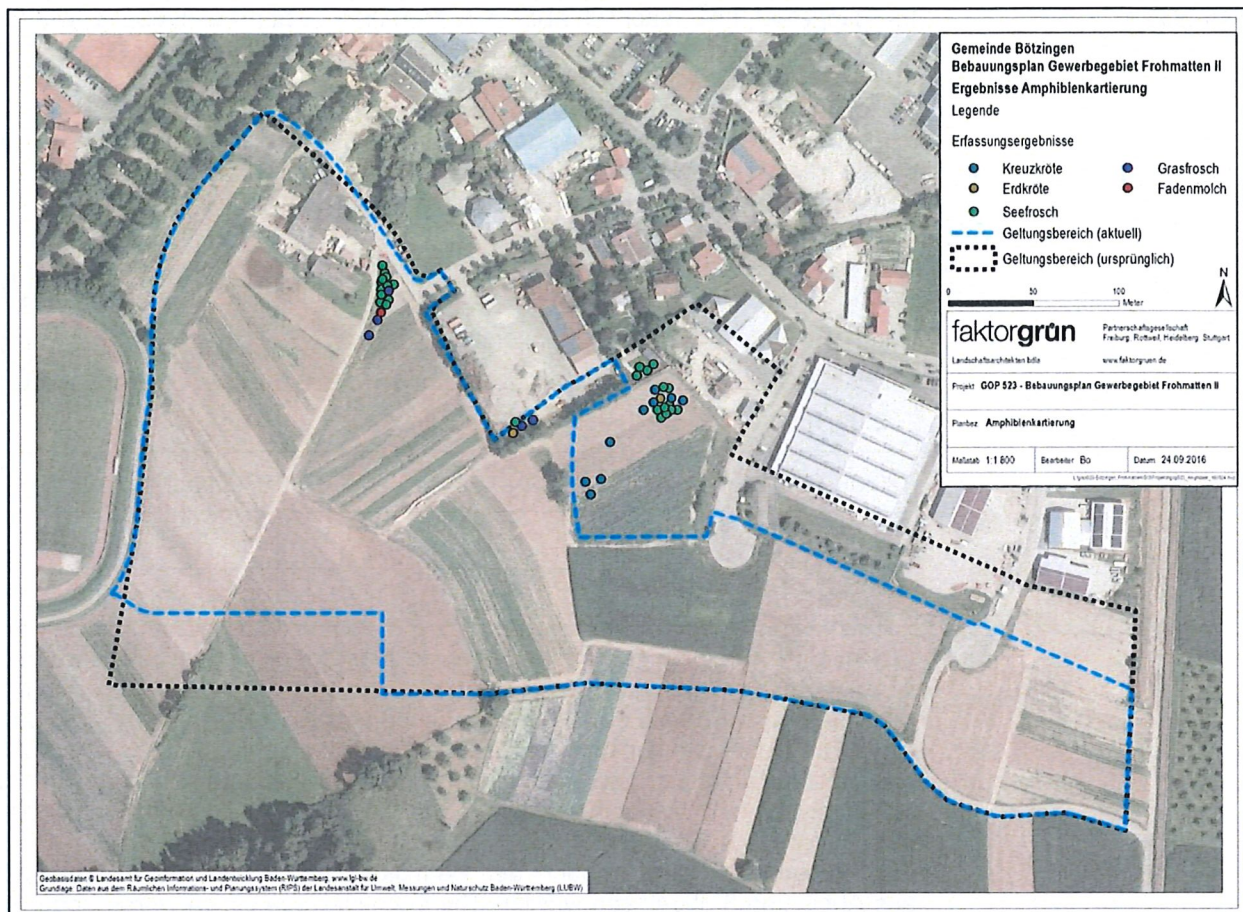 Gemeinde Bötzingen
Bebauungsplan Gewerbegebiet Frohmatten II
Ergebnisse Amphiblenkartierung
Legende
Erfassungsergebnisse
Kreuzkröte
Grasfrosch
Erdkröte
Fadenmolch
Seefrosch
Geltungsbereich (aktuell)
Geltungsbereich (ursprünglich)
N
0 50 100
Meter
faktorgrün
Partnerschaftsgesellschaft
Freiburg, Rottweil, Heidelberg, Stuttgart
Landschaftsarchitekten bdla
www.faktorgruen.de
Projekt GOP 523 - Bebauungsplan Gewerbegebiet Frohmatten II
Planbez Amphiblenkartierung
Maßstab 1:1 800
Bearbeiter Bo
Datum 24.09.2016
Geobasisdaten © Landesamt für Geoinformation und Landentwicklung Baden-Württemberg, www.lgl-bw.de
Grundlage: Daten aus dem Räumlichen Informations- und Planungssystem (RIPS) der Landesanstalt für Umwelt, Messungen und Naturschutz Baden-Württemberg (LUBW)